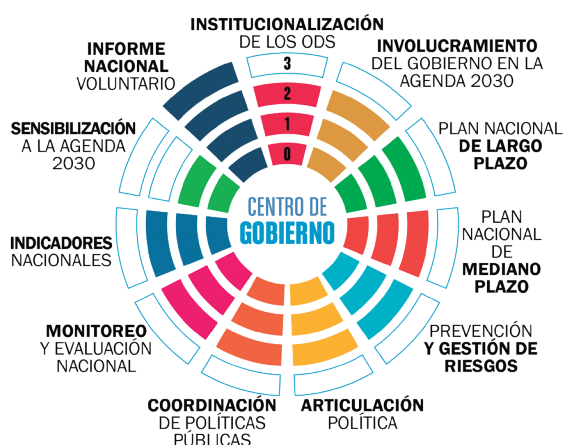 INSTITUCIONALIZACIÓN
DE LOS ODS
INVOLUCRAMIENTO
DEL GOBIERNO EN LA
AGENDA 2030
PLAN NACIONAL
DE LARGO
PLAZO
PLAN
NACIONAL
DE
MEDIANO
PLAZO
PREVENCIÓN
Y GESTIÓN DE
RIESGOS
ARTICULACIÓN
POLÍTICA
COORDINACIÓN
DE POLÍTICAS
PÚBLICAS
MONITOREO
Y EVALUACIÓN
NACIONAL
INDICADORES
NACIONALES
SENSIBILIZACIÓN
A LA AGENDA
2030
INFORME
NACIONAL
VOLUNTARIO
3
2
1
0
CENTRO DE
GOBIERNO